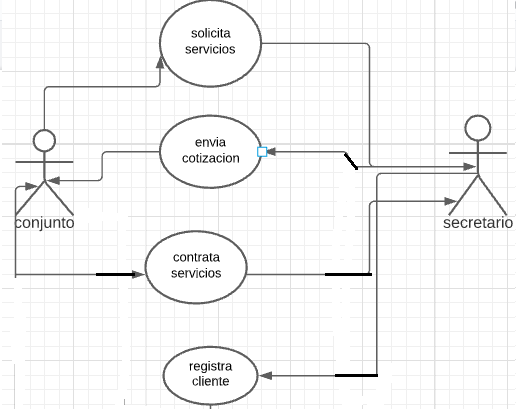 solicita
servicios
envia
cotizacion
conjunto
secretario
contrata
servicios
registra
cliente